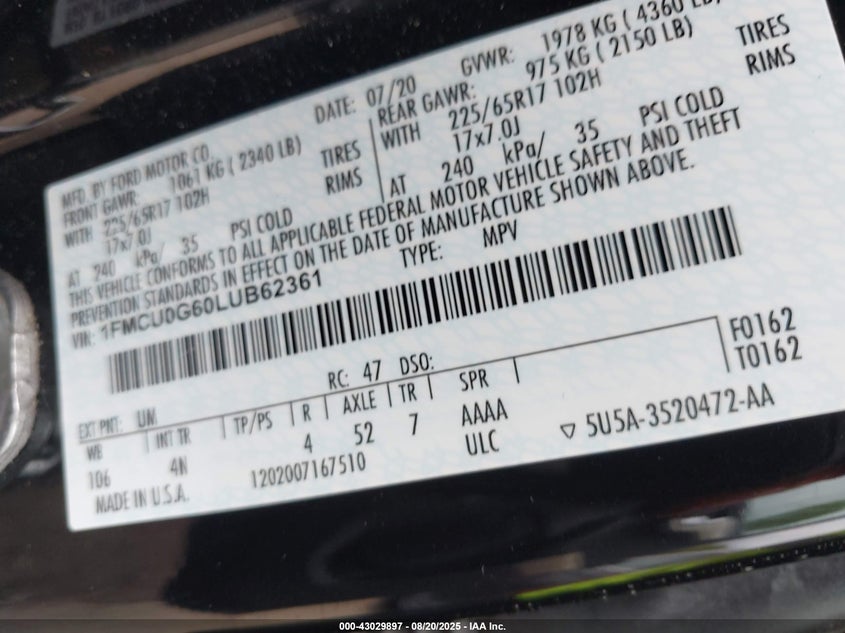 MFD. BY FORD MOTOR CO. DATE: 07/20 GVWR: 1978 KG ( 4360 LB)
FRONT GAWR: 1061 KG ( 2340 LB) REAR GAWR: 975 KG ( 2150 LB)
WITH 225/65R17 102H TIRES WITH 225/65R17 102H TIRES
17x7.0J RIMS 17x7.0J RIMS
AT 240 kPa/ 35 PSI COLD AT 240 kPa/ 35 PSI COLD
THIS VEHICLE CONFORMS TO ALL APPLICABLE FEDERAL MOTOR VEHICLE SAFETY AND THEFT
PREVENTION STANDARDS IN EFFECT ON THE DATE OF MANUFACTURE SHOWN ABOVE.
VIN: 1FMCU0G60LUB62361 TYPE: MPV
F0162
T0162
EXT PNT: UM RC: 47 DSO:
WB INT TR TP/PS R AXLE TR SPR
106 4N 4 52 7 AAAA
ULC
MADE IN U.S.A. 1202007167510 5U5A-3520472-AA
000-43029897 - 08/20/2025 - IAA Inc.